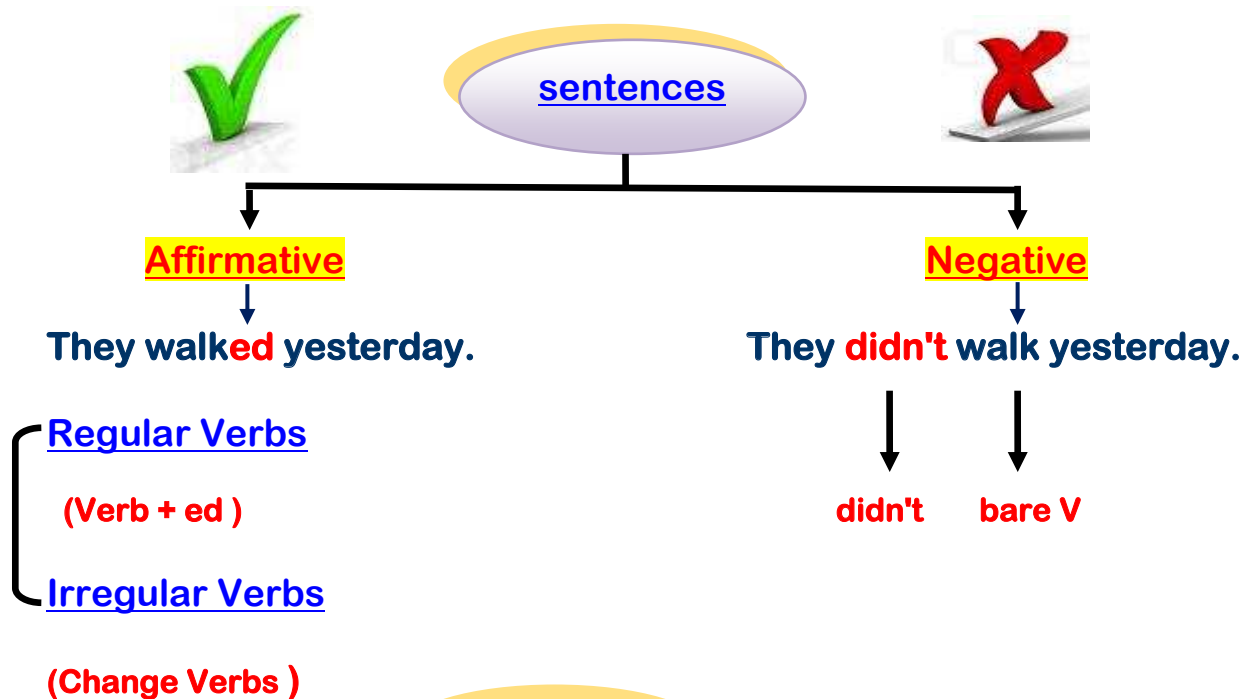 sentences
Affirmative
Negative
They walked yesterday.
They didn't walk yesterday.
Regular Verbs
(Verb + ed )
didn't
bare V
Irregular Verbs
(Change Verbs )